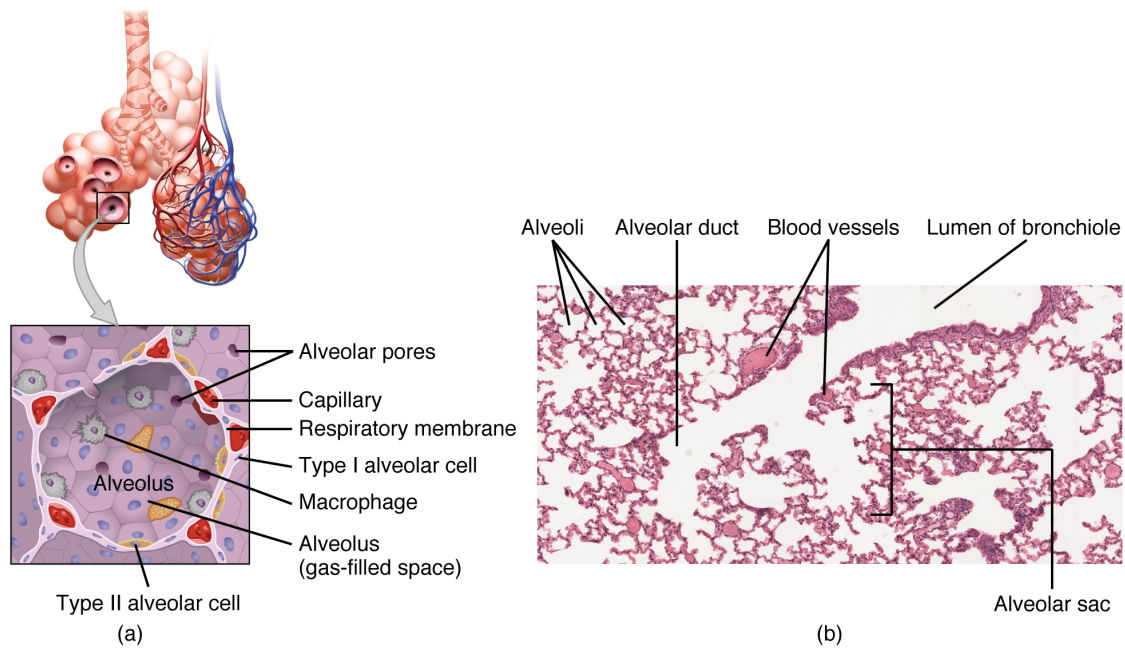 Alveolar pores
Capillary
Respiratory membrane
Type I alveolar cell
Macrophage
Alveolus
Alveolus
(gas-filled space)
Type II alveolar cell
(a)
Alveoli
Alveolar duct
Blood vessels
Lumen of bronchiole
Alveolar sac
(b)